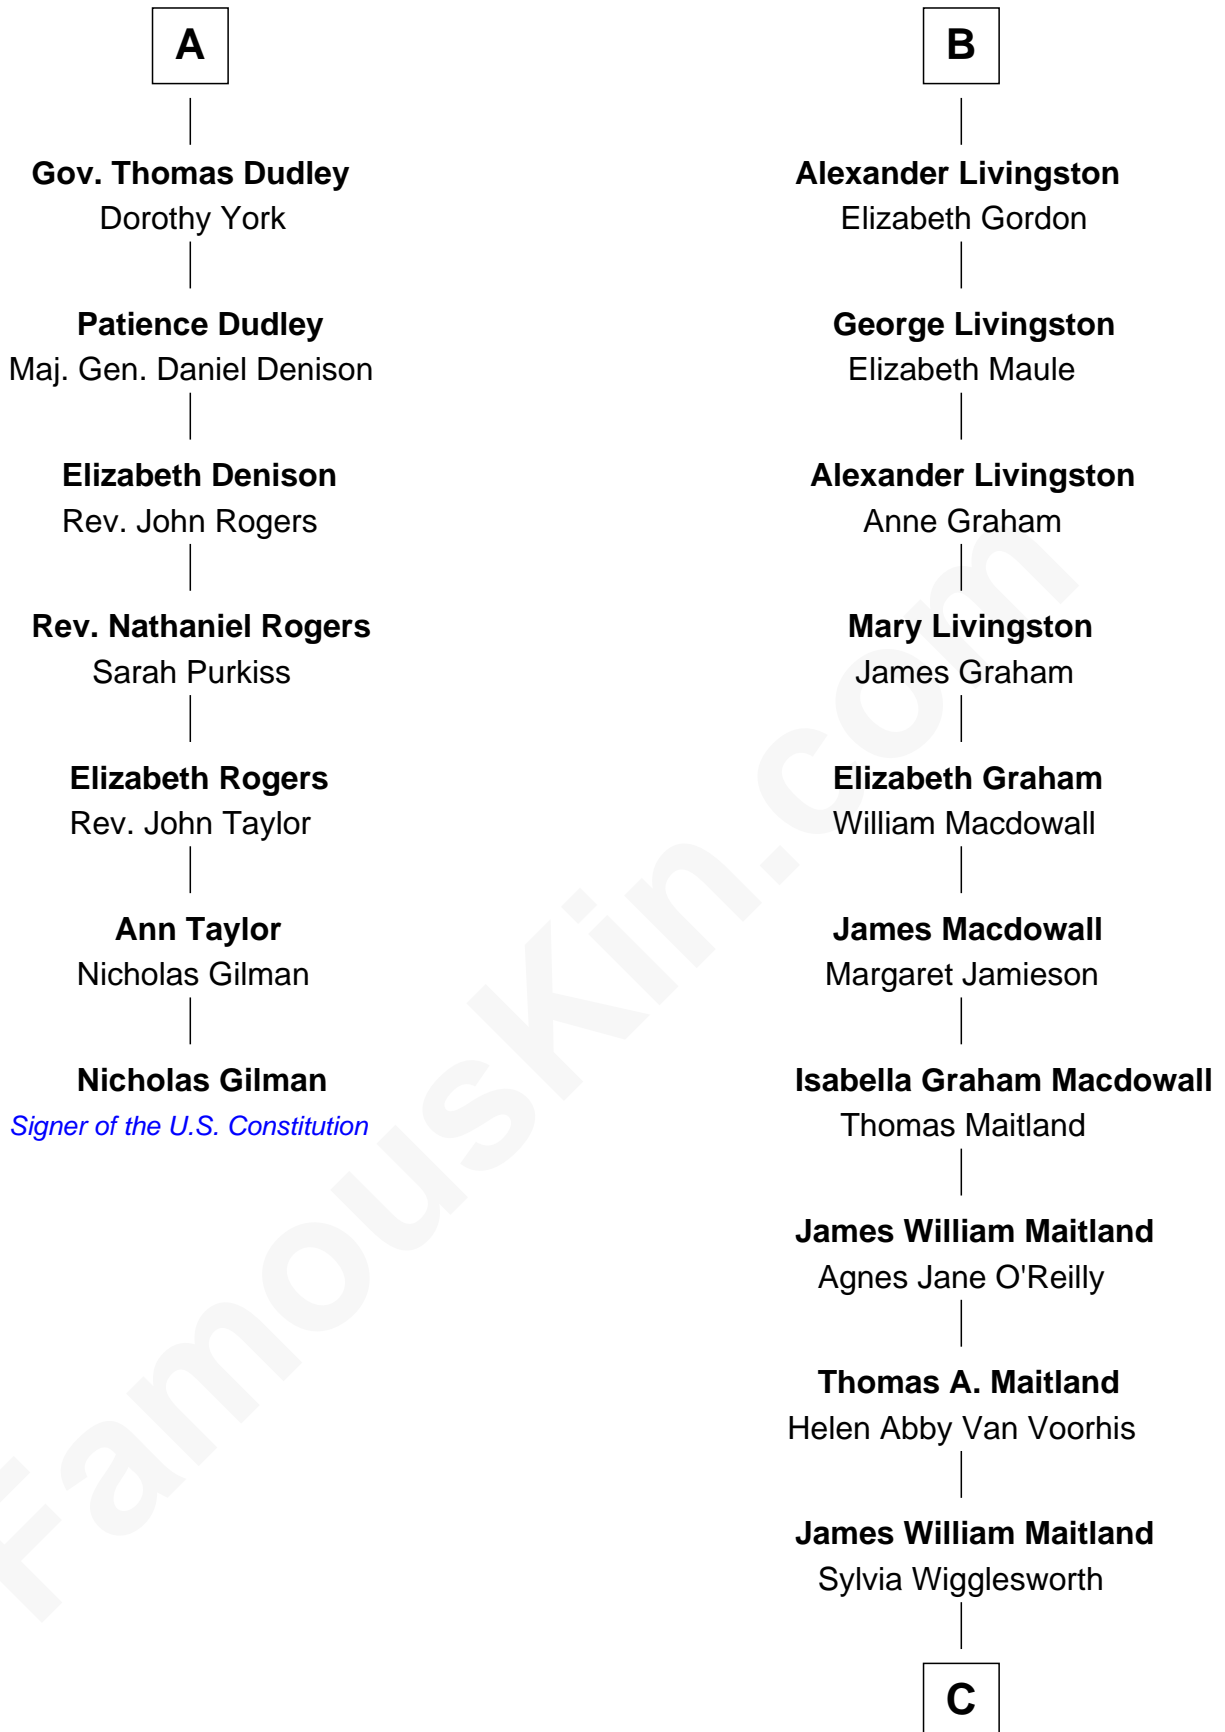 A
Gov. Thomas Dudley
Dorothy York
Patience Dudley
Maj. Gen. Daniel Denison
Elizabeth Denison
Rev. John Rogers
Rev. Nathaniel Rogers
Sarah Purkiss
Elizabeth Rogers
Rev. John Taylor
Ann Taylor
Nicholas Gilman
Nicholas Gilman
Signer of the U.S. Constitution
B
Alexander Livingston
Elizabeth Gordon
George Livingston
Elizabeth Maule
Alexander Livingston
Anne Graham
Mary Livingston
James Graham
Elizabeth Graham
William Macdowall
James Macdowall
Margaret Jamieson
Isabella Graham Macdowall
Thomas Maitland
James William Maitland
Agnes Jane O'Reilly
Thomas A. Maitland
Helen Abby Van Voorhis
James William Maitland
Sylvia Wigglesworth
C
FamousKin.com